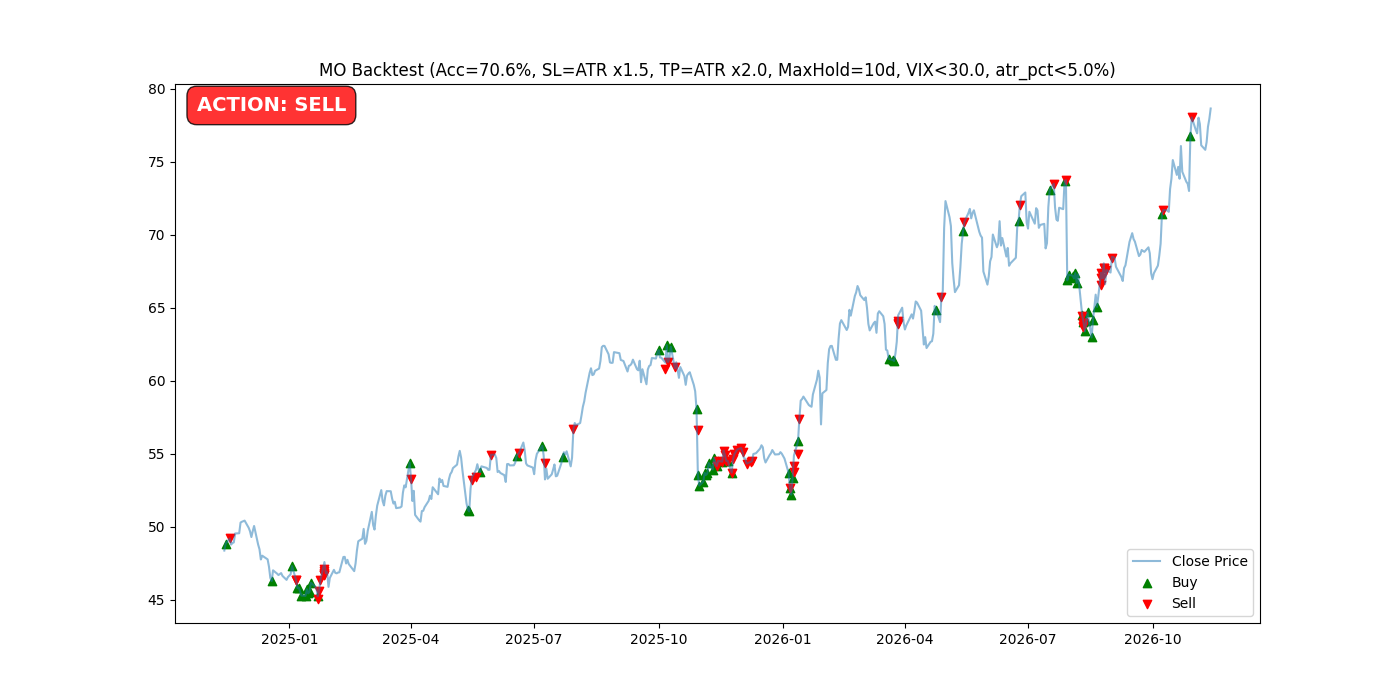 MO Backtest (Acc=70.6%, SL=ATR x1.5, TP=ATR x2.0, MaxHold=10d, VIX<30.0, atr_pct<5.0%)
ACTION: SELL
80
75
70
65
60
55
50
45
2025-01 2025-04 2025-07 2025-10 2026-01 2026-04 2026-07 2026-10
Close Price
Buy
Sell